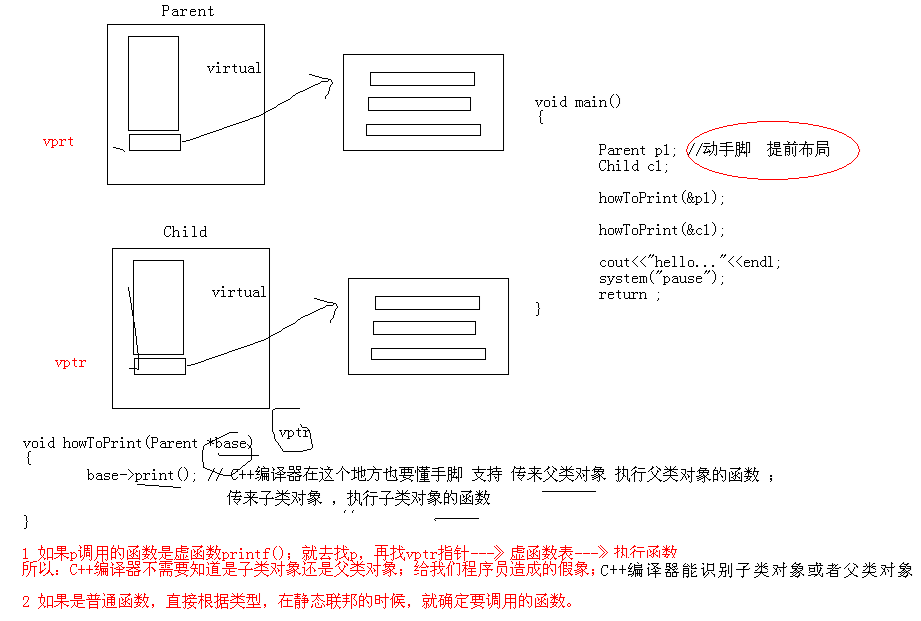 Parent
virtual
vprt
void main()
{
Parent p1; //动手脚 提前布局
Child c1;
howToPrint(&p1);
howToPrint(&c1);
cout<<"hello..."<<endl;
system("pause");
return ;
}
Child
virtual
vptr
vptr
void howToPrint(Parent *base)
{
base->print(); // C++编译器在这个地方也要懂手脚 支持 传来父类对象 执行父类对象的函数 ;
传来子类对象 , 执行子类对象的函数
}
1 如果p调用的函数是虚函数printf(); 就去找p, 再找vptr指针---》虚函数表---》执行函数
所以: C++编译器不需要知道是子类对象还是父类对象; 给我们程序员造成的假象; C++编译器能识别子类对象或者父类对象
2 如果是普通函数, 直接根据类型, 在静态联邦的时候, 就确定要调用的函数。